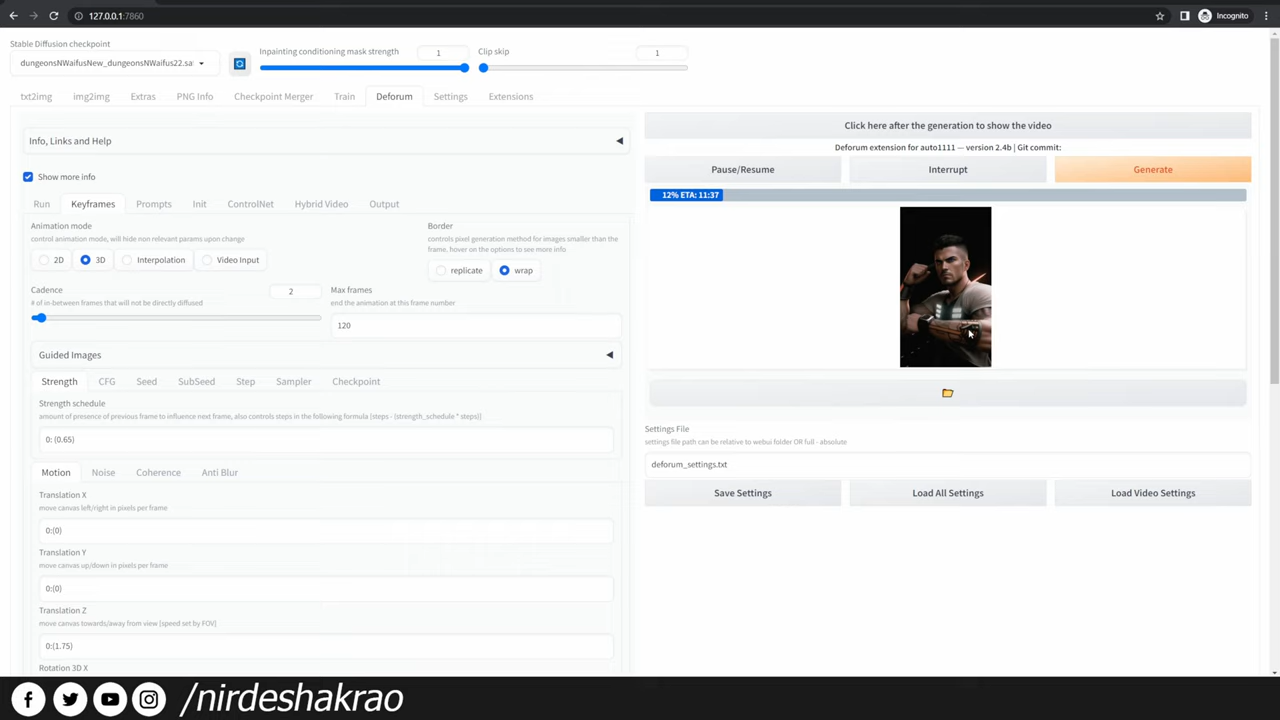 127.0.0.1:7860
Incognito
Stable Diffusion checkpoint
dungeonsNWaifusNew_dungeonsNWaifus22.sa
Inpainting conditioning mask strength
1
Clip skip
1
txt2img
img2img
Extras
PNG Info
Checkpoint Merger
Train
Deforum
Settings
Extensions
Info, Links and Help
Show more info
Run
Keyframes
Prompts
Init
ControlNet
Hybrid Video
Output
Animation mode
control animation mode, will hide non relevant params upon change
2D
3D
Interpolation
Video Input
Border
controls pixel generation method for images smaller than the
frame. hover on the options to see more info
replicate
wrap
Cadence
# of in-between frames that will not be directly diffused
2
Max frames
end the animation at this frame number
120
Guided Images
Strength
CFG
Seed
SubSeed
Step
Sampler
Checkpoint
Strength schedule
amount of presence of previous frame to influence next frame, also controls steps in the following formula [steps - (strength_schedule * steps)]
0: (0.65)
Motion
Noise
Coherence
Anti Blur
Translation X
move canvas left/right in pixels per frame
0:(0)
Translation Y
move canvas up/down in pixels per frame
0:(0)
Translation Z
move canvas towards/away from view [speed set by FOV]
0:(1.75)
Rotation 3D X
Click here after the generation to show the video
Deforum extension for auto1111 — version 2.4b | Git commit:
Pause/Resume
Interrupt
Generate
12% ETA: 11:37
Settings File
settings file path can be relative to webui folder OR full - absolute
deforum_settings.txt
Save Settings
Load All Settings
Load Video Settings
/nirdeshakrao